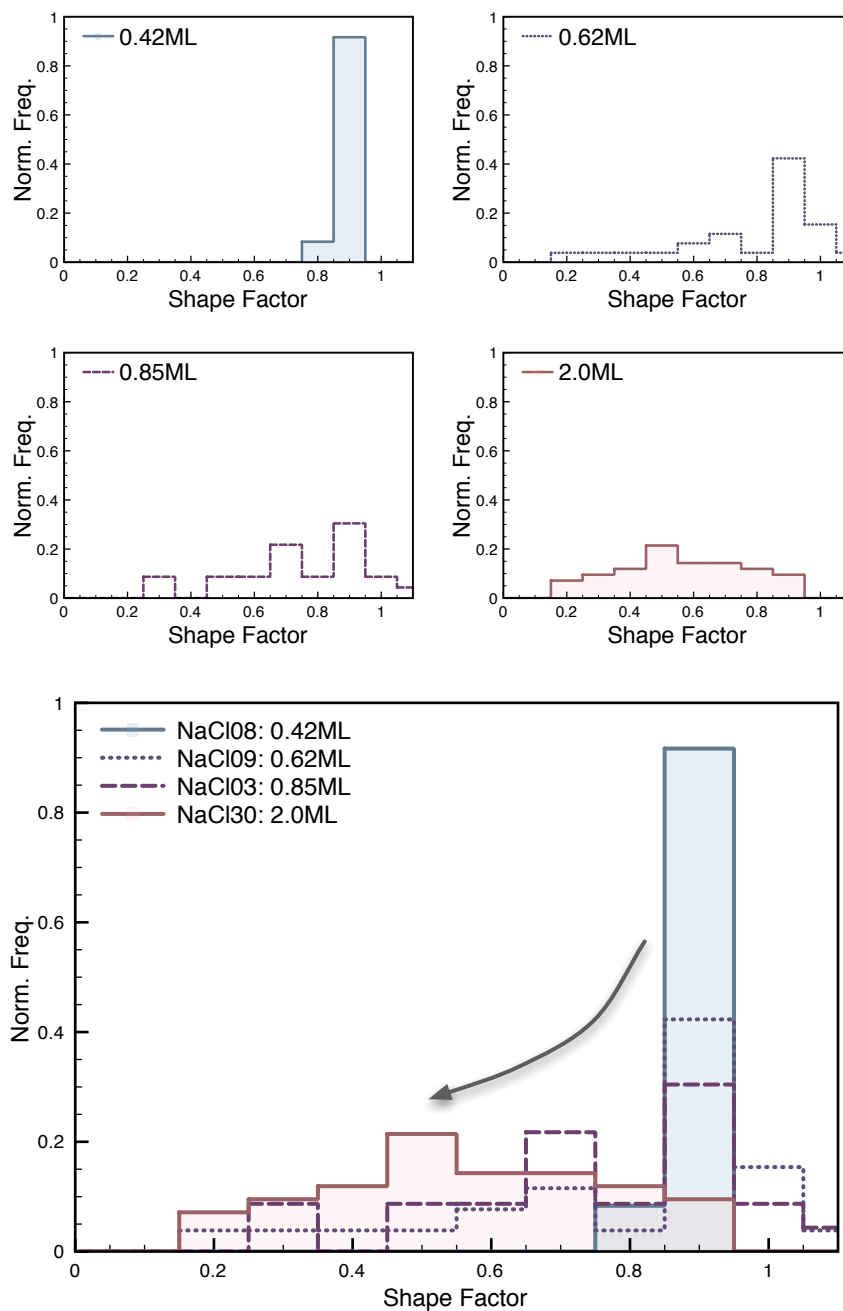 1
0.8
0.6
0.4
0.2
0
Norm. Freq.
0.42ML
0 0.2 0.4 0.6 0.8 1
Shape Factor
1
0.8
0.6
0.4
0.2
0
Norm. Freq.
0.62ML
0 0.2 0.4 0.6 0.8 1
Shape Factor
1
0.8
0.6
0.4
0.2
0
Norm. Freq.
0.85ML
0 0.2 0.4 0.6 0.8 1
Shape Factor
1
0.8
0.6
0.4
0.2
0
Norm. Freq.
2.0ML
0 0.2 0.4 0.6 0.8 1
Shape Factor
1
0.8
0.6
0.4
0.2
0
Norm. Freq.
NaCl08: 0.42ML
NaCl09: 0.62ML
NaCl03: 0.85ML
NaCl30: 2.0ML
0 0.2 0.4 0.6 0.8 1
Shape Factor